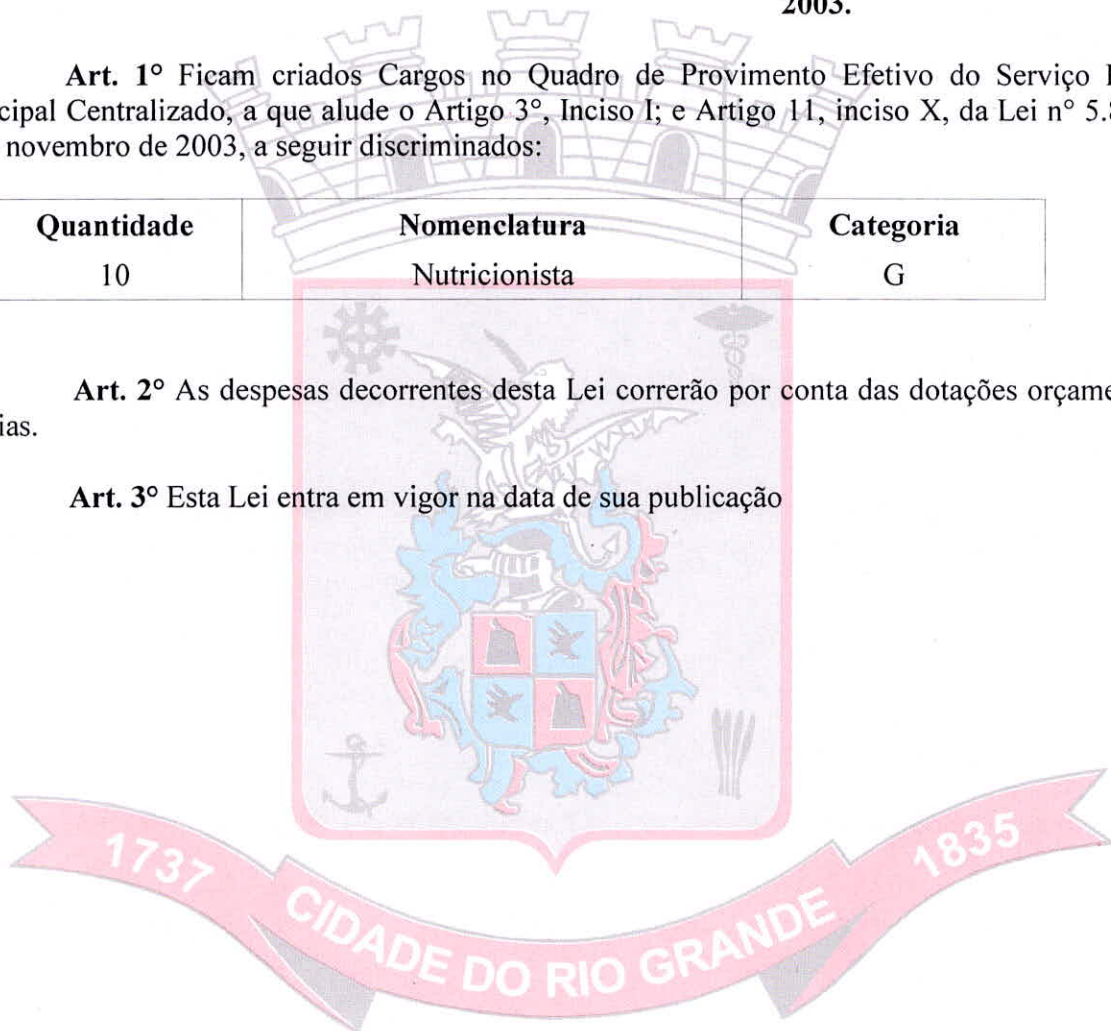 2003.
Art. 1° Ficam criados Cargos no Quadro de Provimento Efetivo do Serviço
cipal Centralizado, a que alude o Artigo 3°, Inciso I; e Artigo 11, inciso X, da Lei n° 5.8
novembro de 2003, a seguir discriminados:
Quantidade Nomenclatura Categoria
10 Nutricionista G
Art. 2° As despesas decorrentes desta Lei correrão por conta das dotações orçame
ias.
Art. 3° Esta Lei entra em vigor na data de sua publicação
1737 CIDADE DO RIO GRANDE 1835